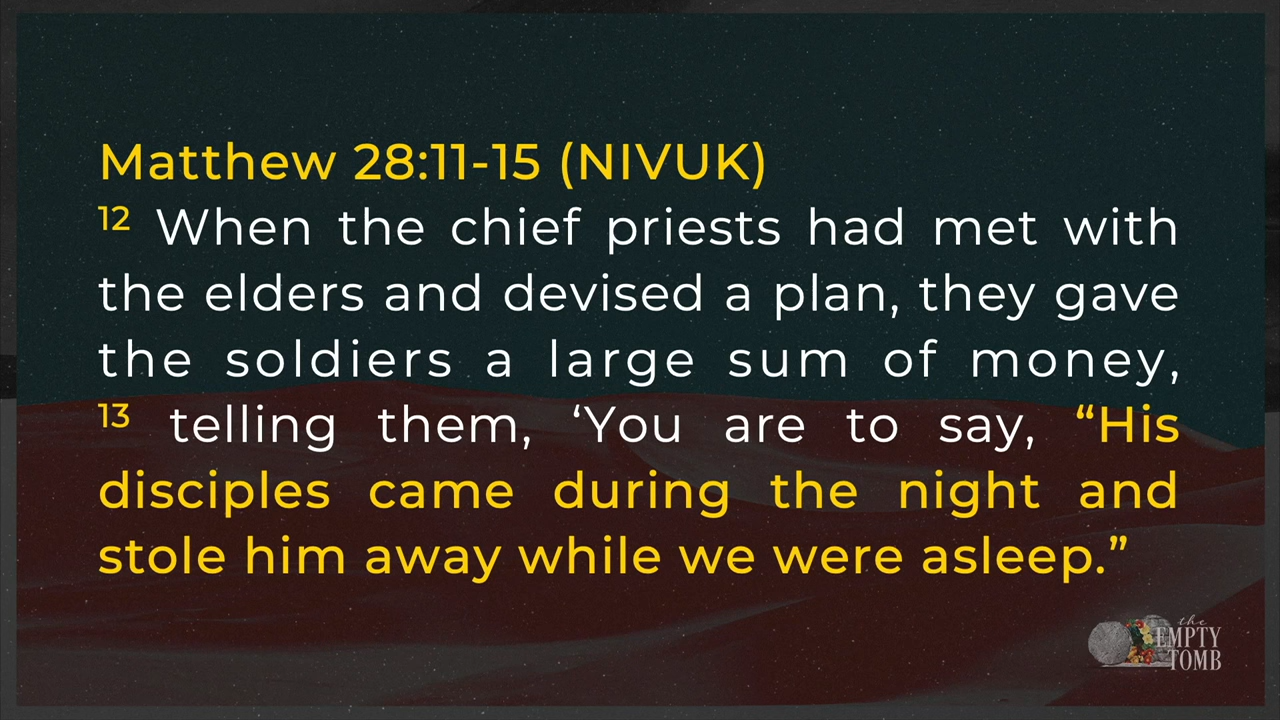 Matthew 28:11-15 (NIVUK)
12 When the chief priests had met with
the elders and devised a plan, they gave
the soldiers a large sum of money,
13 telling them, ‘You are to say, “His
disciples came during the night and
stole him away while we were asleep.”
the
EMPTY
TOMB